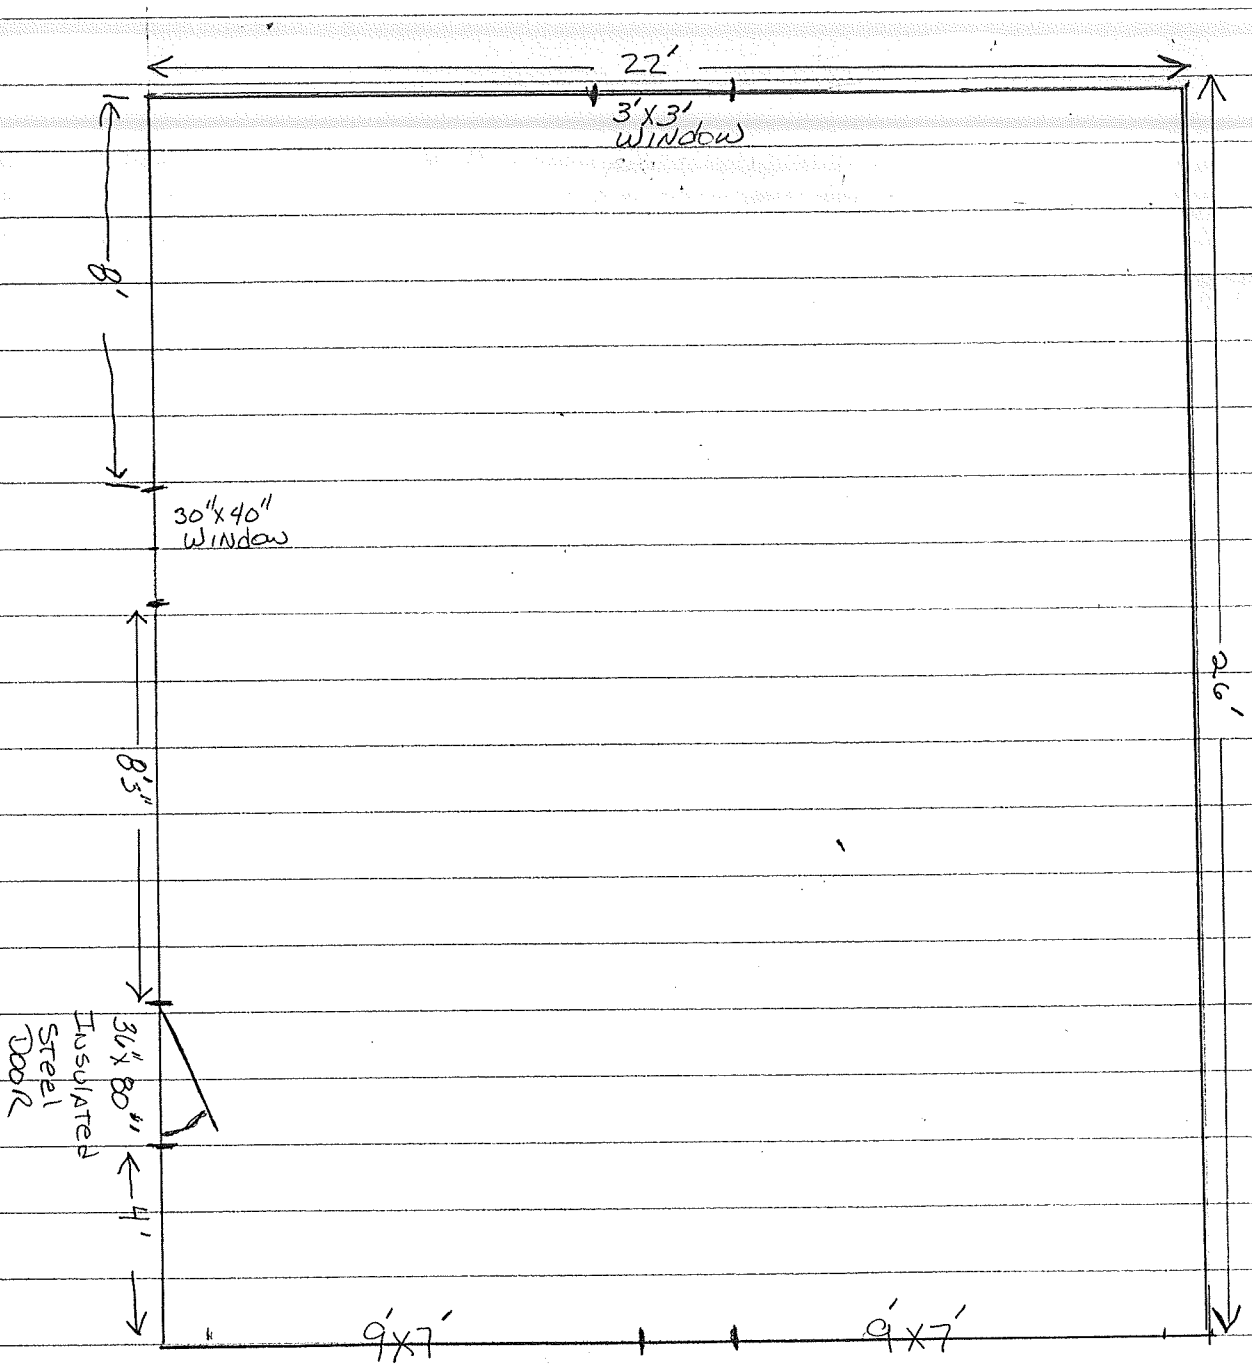 22'
3'X3'
WINDOW
8'
26'
30"X40"
WINDOW
8'3"
36"X80"
INSULATED
STEEL
DOOR
4'
9'X7'
9'X7'